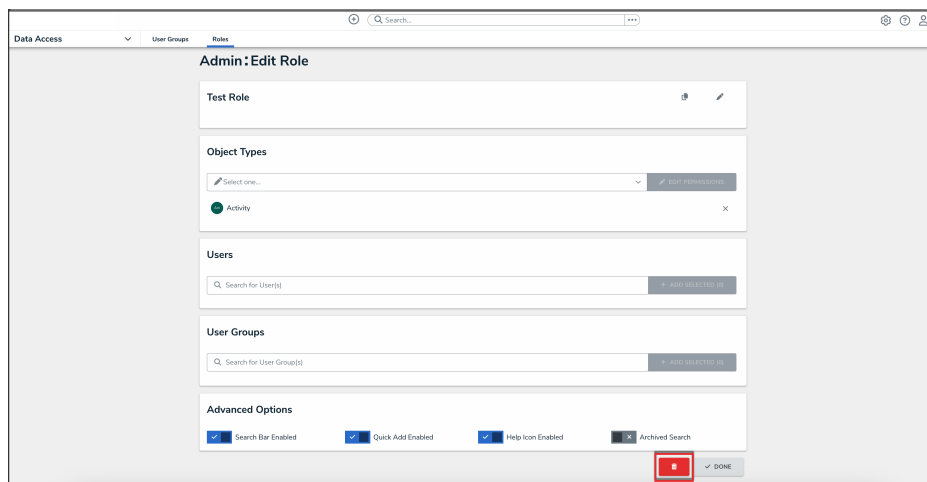 Search...
Data Access
User Groups
Roles
Admin: Edit Role
Test Role
Object Types
Select one...
EDIT PERMISSIONS
Activity
Users
Search for User(s)
+ ADD SELECTED (0)
User Groups
Search for User Group(s)
+ ADD SELECTED (0)
Advanced Options
Search Bar Enabled
Quick Add Enabled
Help Icon Enabled
Archived Search
DONE